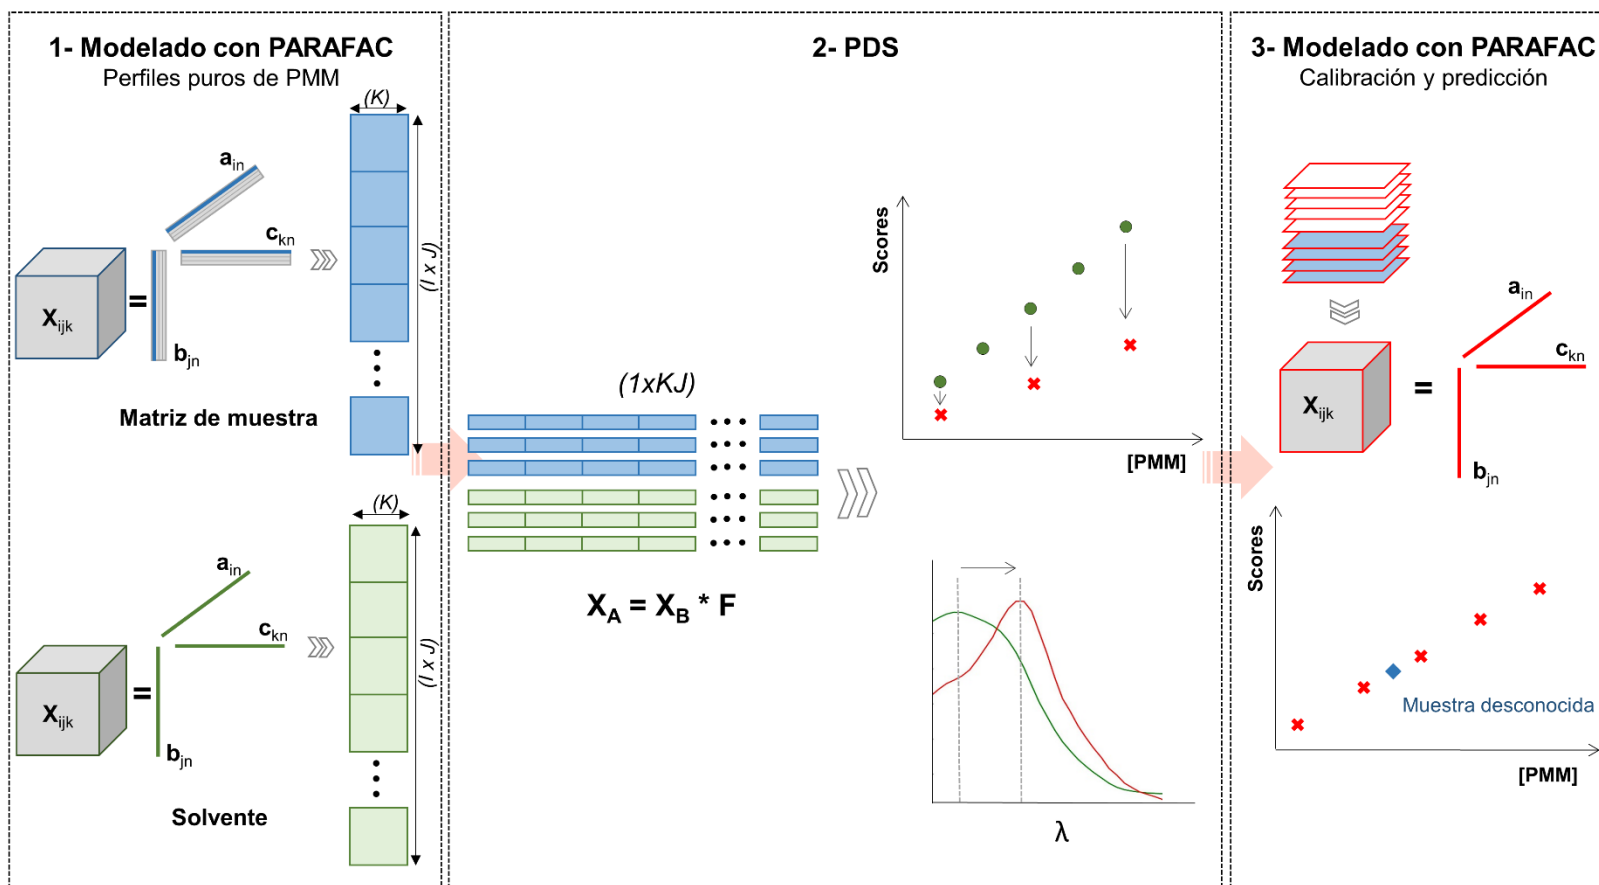 1- Modelado con PARAFAC
Perfiles puros de PMM
(K)
a_in
c_kn
X_ijk
=
b_jn
(I x J)
Matriz de muestra
(K)
a_in
c_kn
X_ijk
=
b_jn
(I x J)
Solvente
2- PDS
(1xKJ)
X_A = X_B * F
Scores
[PMM]
λ
3- Modelado con PARAFAC
Calibración y predicción
a_in
c_kn
X_ijk
=
b_jn
Scores
Muestra desconocida
[PMM]